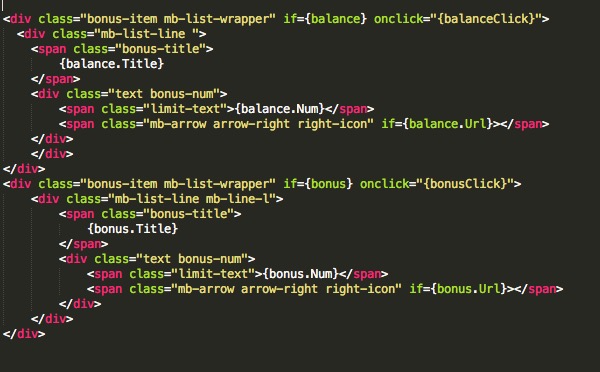 <div class="bonus-item mb-list-wrapper" if={balance} onclick="{balanceClick}">
  <div class="mb-list-line ">
    <span class="bonus-title">
        {balance.Title}
    </span>
    <div class="text bonus-num">
        <span class="limit-text">{balance.Num}</span>
        <span class="mb-arrow arrow-right right-icon" if={balance.Url}></span>
    </div>
    </div>
</div>
<div class="bonus-item mb-list-wrapper" if={bonus} onclick="{bonusClick}">
    <div class="mb-list-line mb-line-l">
        <span class="bonus-title">
            {bonus.Title}
        </span>
        <div class="text bonus-num">
            <span class="limit-text">{bonus.Num}</span>
            <span class="mb-arrow arrow-right right-icon" if={bonus.Url}></span>
        </div>
    </div>
</div>